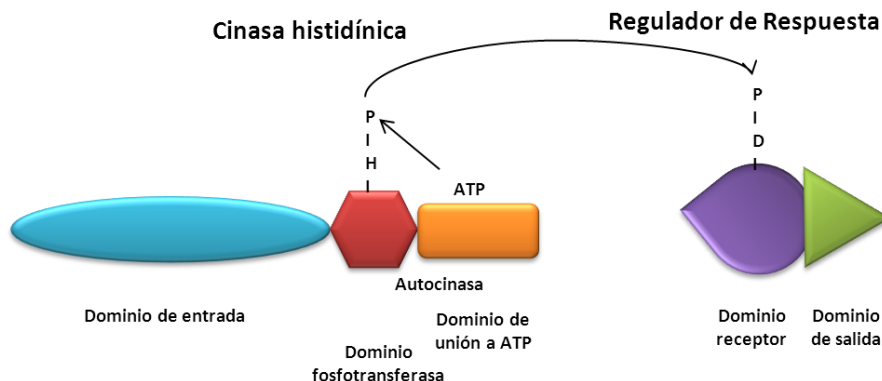 Cinasa histidínica
Regulador de Respuesta
P
I
H
I
P
I
D
I
ATP
Autocinasa
Dominio de entrada
Dominio de
unión a ATP
Dominio
fosfotransferasa
Dominio
receptor
Dominio
de salida